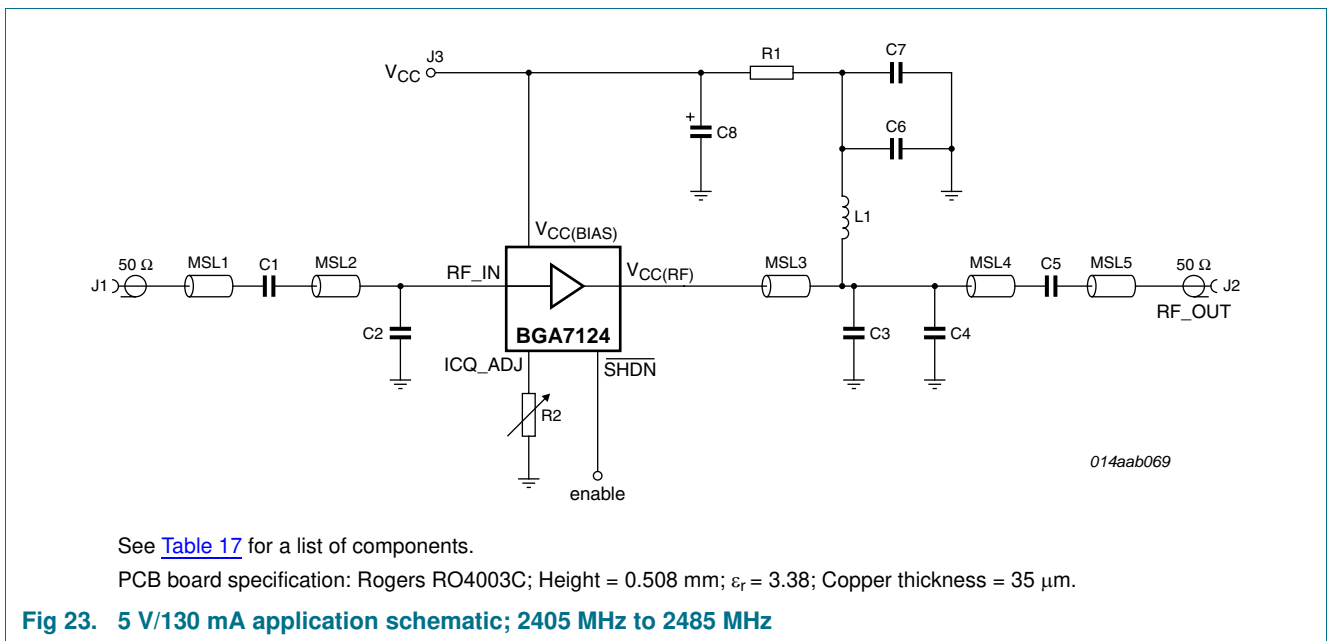 J3
VCC
R1
C7
+
C8
C6
L1
VCC(BIAS)
50 Ω
MSL1
C1
MSL2
RF_IN
VCC(RF)
MSL3
MSL4
C5
MSL5
50 Ω
J1
J2
RF_OUT
C2
BGA7124
C3
C4
ICQ_ADJ
SHDN
R2
enable
014aab069
See Table 17 for a list of components.
PCB board specification: Rogers RO4003C; Height = 0.508 mm; εr = 3.38; Copper thickness = 35 μm.
Fig 23. 5 V/130 mA application schematic; 2405 MHz to 2485 MHz